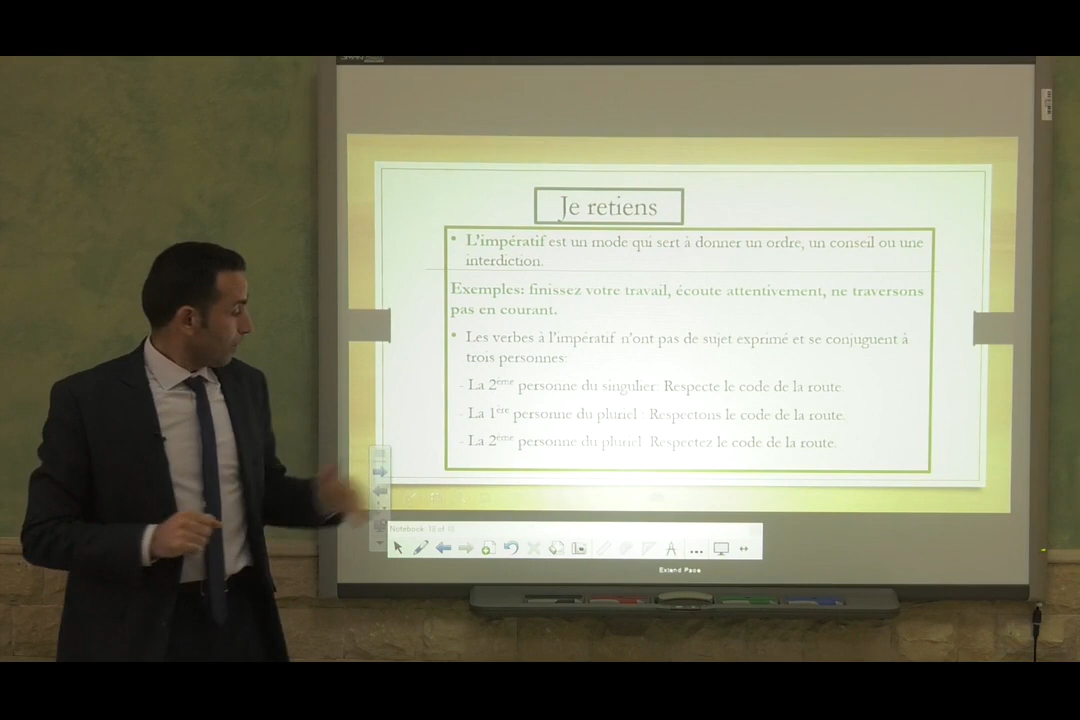 Je retiens
• L'impératif est un mode qui sert à donner un ordre, un conseil ou une
interdiction.
Exemples: finissez votre travail, écoute attentivement, ne traversons
pas en courant.
• Les verbes à l'impératif n'ont pas de sujet exprimé et se conjuguent à
trois personnes:
- La 2ème personne du singulier: Respecte le code de la route.
- La 1ère personne du pluriel : Respectons le code de la route.
- La 2ème personne du pluriel: Respectez le code de la route.
Extend Page